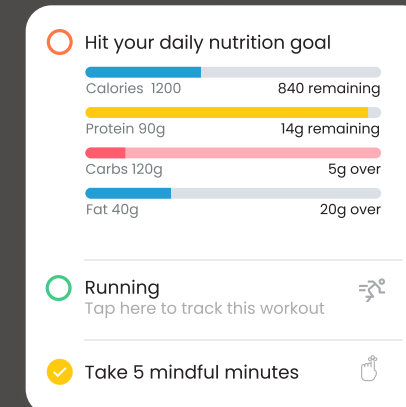 Hit your daily nutrition goal
Calories 1200 840 remaining
Protein 90g 14g remaining
Carbs 120g 5g over
Fat 40g 20g over
Running
Tap here to track this workout
Take 5 mindful minutes